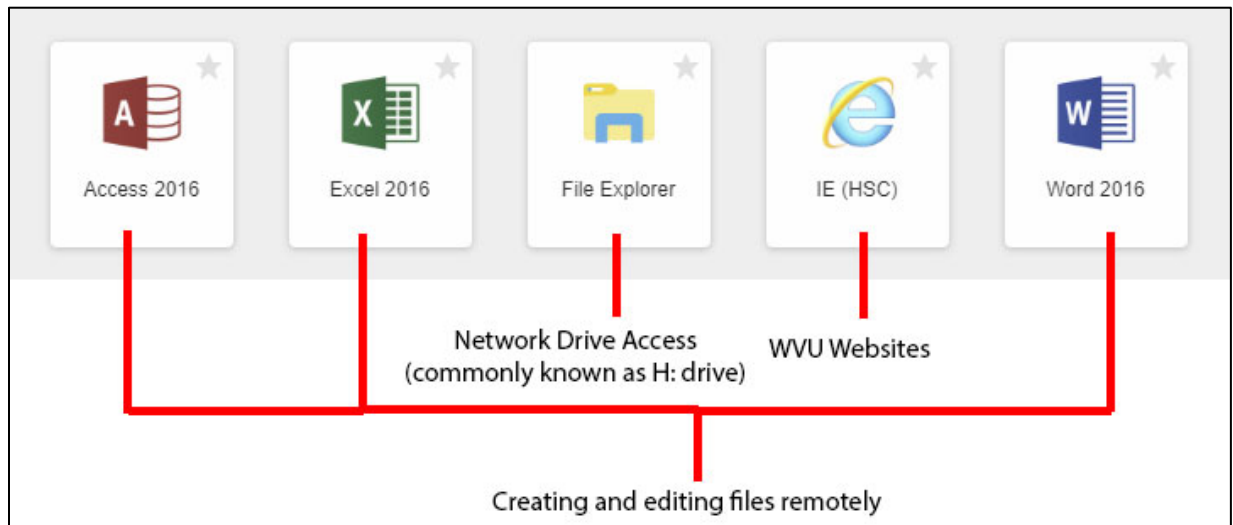 A
X
W
Access 2016
Excel 2016
File Explorer
IE (HSC)
Word 2016
Network Drive Access
(commonly known as H: drive)
WVU Websites
Creating and editing files remotely